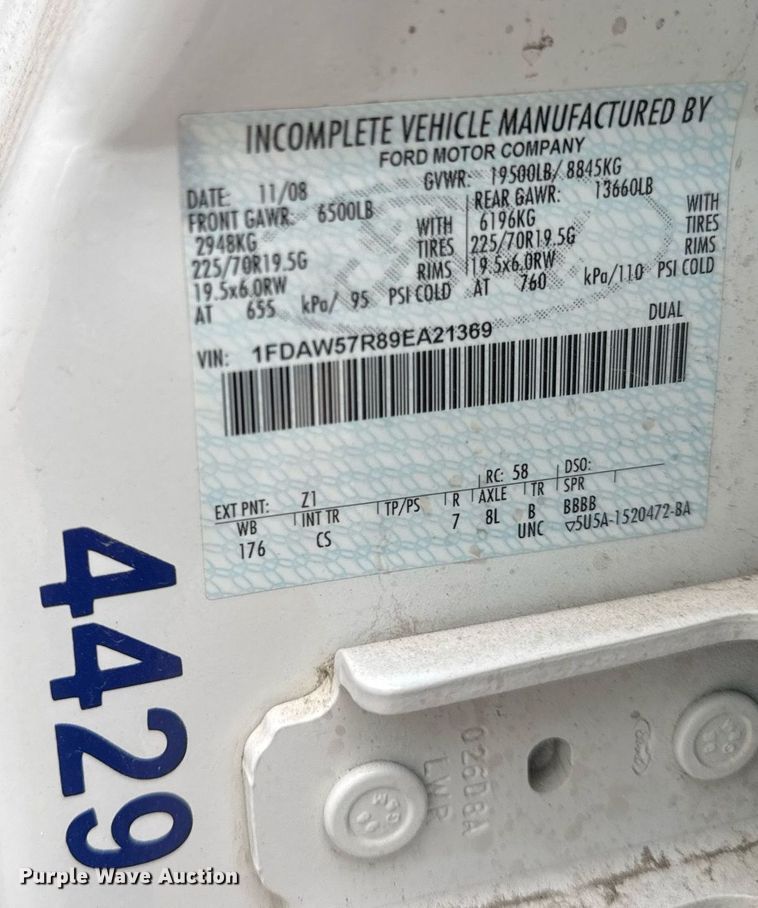 INCOMPLETE VEHICLE MANUFACTURED BY
FORD MOTOR COMPANY
DATE: 11/08 GVWR: 19500LB/ 8845KG
FRONT GAWR: 6500LB REAR GAWR: 13660LB
2948KG WITH 6196KG WITH
225/70R19.5G TIRES 225/70R19.5G TIRES
19.5x6.0RW RIMS 19.5x6.0RW RIMS
AT 655 kPa/ 95 PSI COLD AT 760 kPa/110 PSI COLD
VIN: 1FDAW57R89EA21369 DUAL
EXT PNT: Z1 RC: 58 DSO:
WB INT TR TP/PS R AXLE TR SPR
176 CS 7 8L B BBBB
UNC ▽5U5A-1520472-BA
4429
026D8A
LWR
Ford
Purple Wave Auction